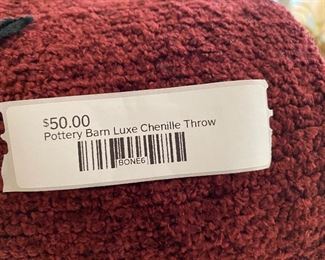 $50.00
Pottery Barn Luxe Chenille Throw
BONE6